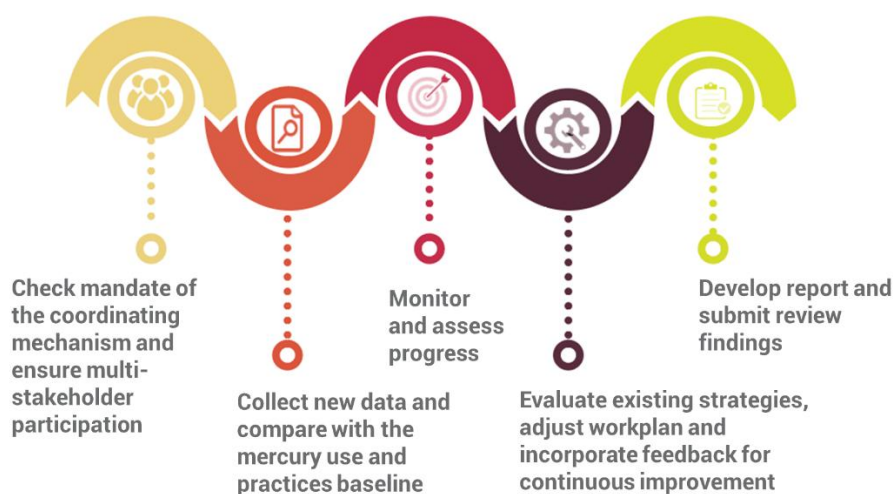 Check mandate of
the coordinating
mechanism and
ensure multi-
stakeholder
participation
Collect new data and
compare with the
mercury use and
practices baseline
Monitor
and assess
progress
Evaluate existing strategies,
adjust workplan and
incorporate feedback for
continuous improvement
Develop report and
submit review
findings